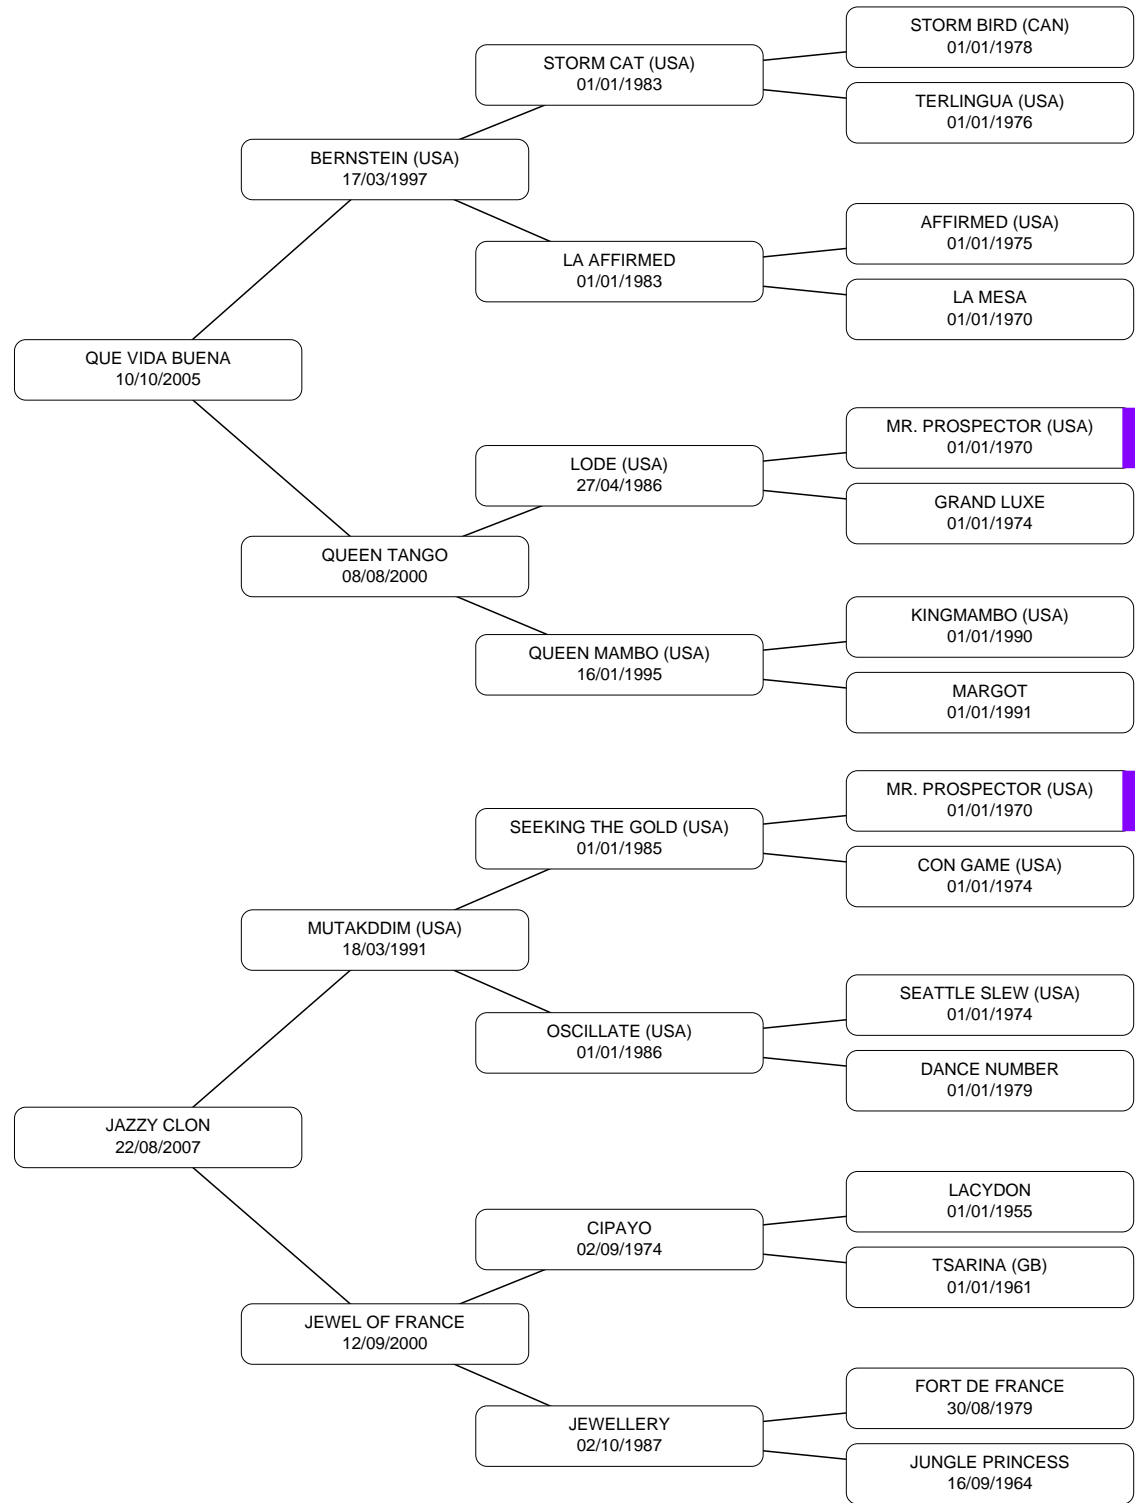 STORM BIRD (CAN)
01/01/1978
STORM CAT (USA)
01/01/1983
TERLINGUA (USA)
01/01/1976
BERNSTEIN (USA)
17/03/1997
AFFIRMED (USA)
01/01/1975
LA AFFIRMED
01/01/1983
LA MESA
01/01/1970
QUE VIDA BUENA
10/10/2005
MR. PROSPECTOR (USA)
01/01/1970
LODE (USA)
27/04/1986
GRAND LUXE
01/01/1974
QUEEN TANGO
08/08/2000
KINGMAMBO (USA)
01/01/1990
QUEEN MAMBO (USA)
16/01/1995
MARGOT
01/01/1991
MR. PROSPECTOR (USA)
01/01/1970
SEEKING THE GOLD (USA)
01/01/1985
CON GAME (USA)
01/01/1974
MUTAKDDIM (USA)
18/03/1991
SEATTLE SLEW (USA)
01/01/1974
OSCILLATE (USA)
01/01/1986
DANCE NUMBER
01/01/1979
JAZZY CLON
22/08/2007
LACYDON
01/01/1955
CIPAYO
02/09/1974
TSARINA (GB)
01/01/1961
JEWEL OF FRANCE
12/09/2000
FORT DE FRANCE
30/08/1979
JEWELLERY
02/10/1987
JUNGLE PRINCESS
16/09/1964